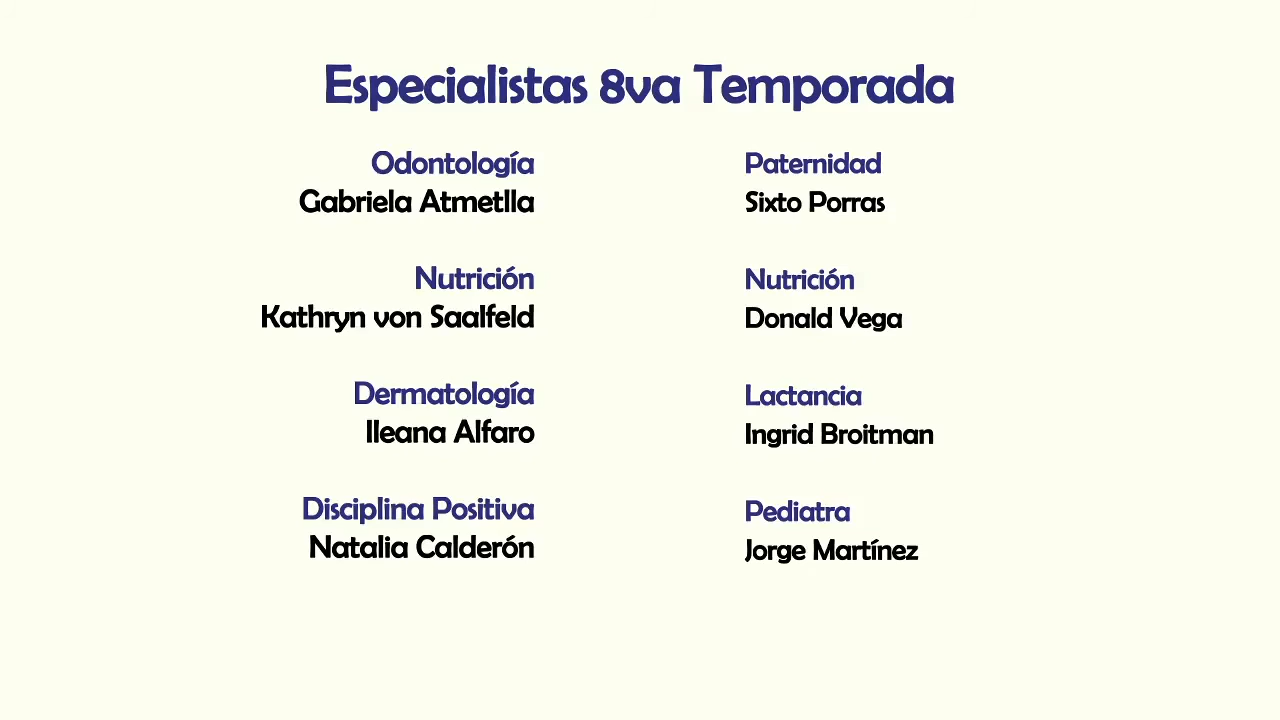 Especialistas 8va Temporada
Odontología
Gabriela Atmetlla
Nutrición
Kathryn von Saalfeld
Dermatología
Ileana Alfaro
Disciplina Positiva
Natalia Calderón
Paternidad
Sixto Porras
Nutrición
Donald Vega
Lactancia
Ingrid Broitman
Pediatra
Jorge Martínez